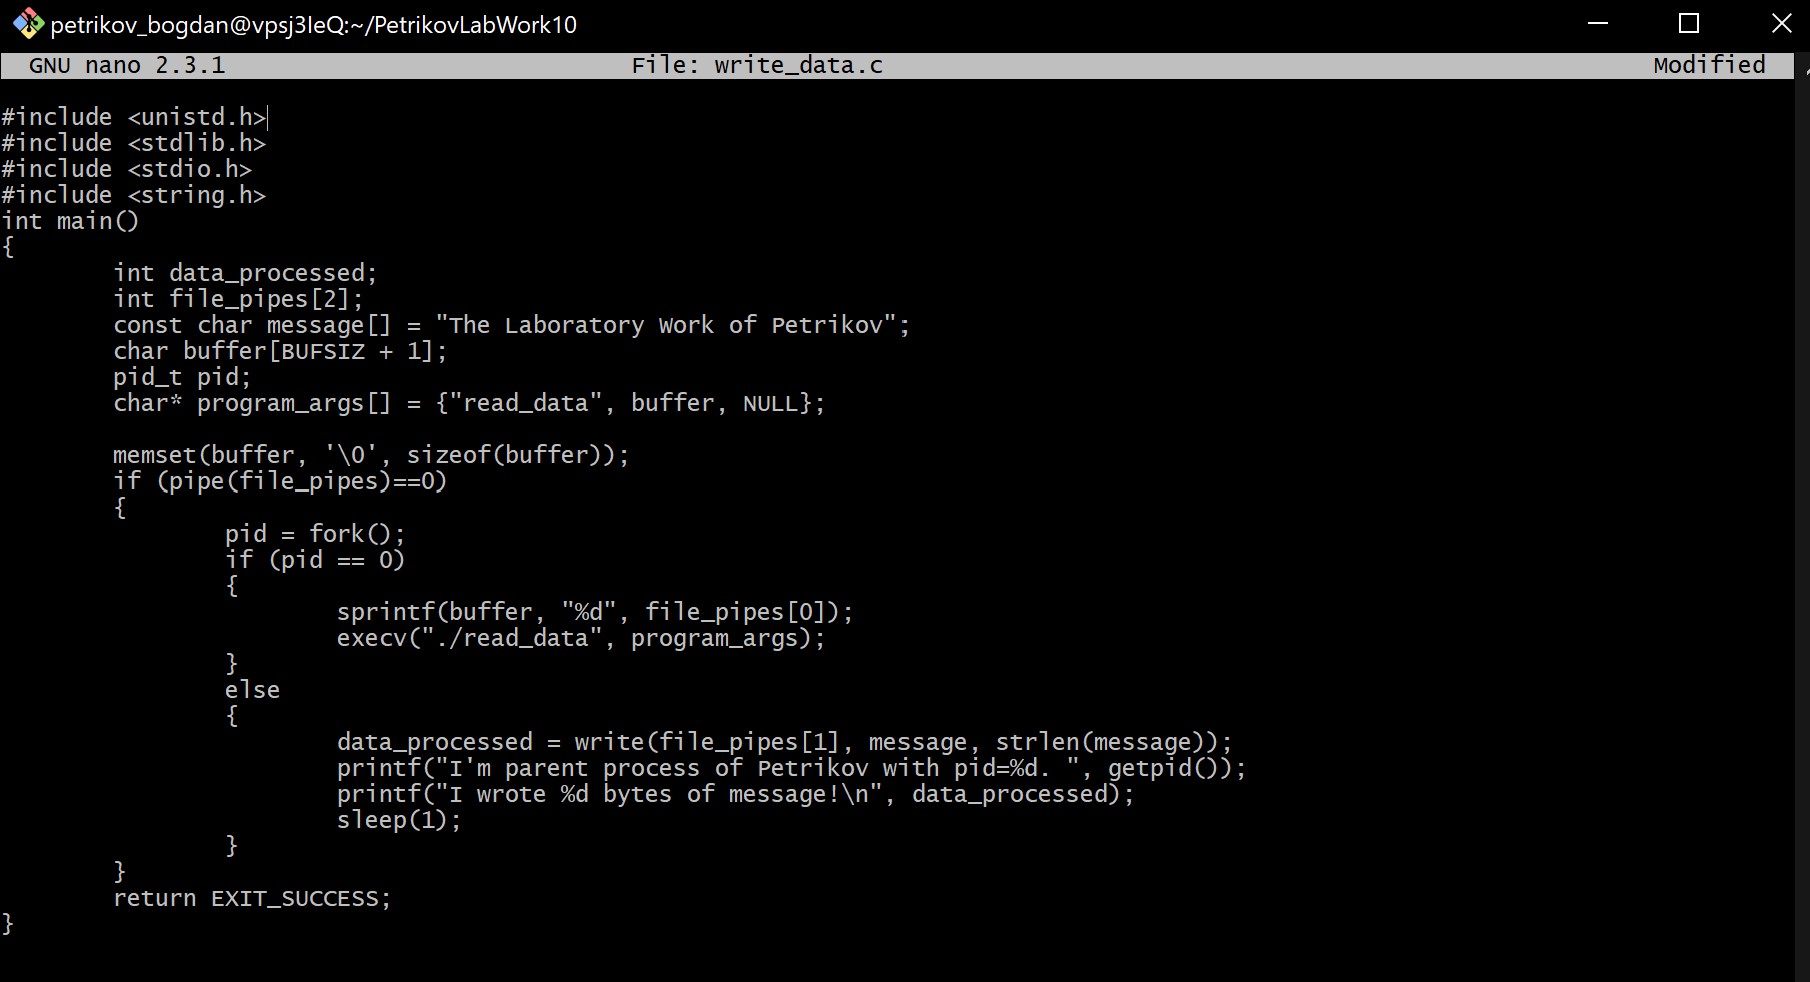 petrikov_bogdan@vpsj3IeQ:~/PetrikovLabWork10
GNU nano 2.3.1 File: write_data.c Modified
#include <unistd.h>
#include <stdlib.h>
#include <stdio.h>
#include <string.h>
int main()
{
        int data_processed;
        int file_pipes[2];
        const char message[] = "The Laboratory Work of Petrikov";
        char buffer[BUFSIZ + 1];
        pid_t pid;
        char* program_args[] = {"read_data", buffer, NULL};

        memset(buffer, '\0', sizeof(buffer));
        if (pipe(file_pipes)==0)
        {
                pid = fork();
                if (pid == 0)
                {
                        sprintf(buffer, "%d", file_pipes[0]);
                        execv("./read_data", program_args);
                }
                else
                {
                        data_processed = write(file_pipes[1], message, strlen(message));
                        printf("I'm parent process of Petrikov with pid=%d. ", getpid());
                        printf("I wrote %d bytes of message!\n", data_processed);
                        sleep(1);
                }
        }
        return EXIT_SUCCESS;
}